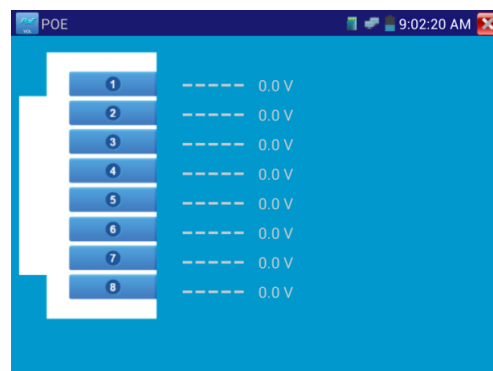 VOL
POE
9:02:20 AM
1 ----- 0.0 V
2 ----- 0.0 V
3 ----- 0.0 V
4 ----- 0.0 V
5 ----- 0.0 V
6 ----- 0.0 V
7 ----- 0.0 V
8 ----- 0.0 V